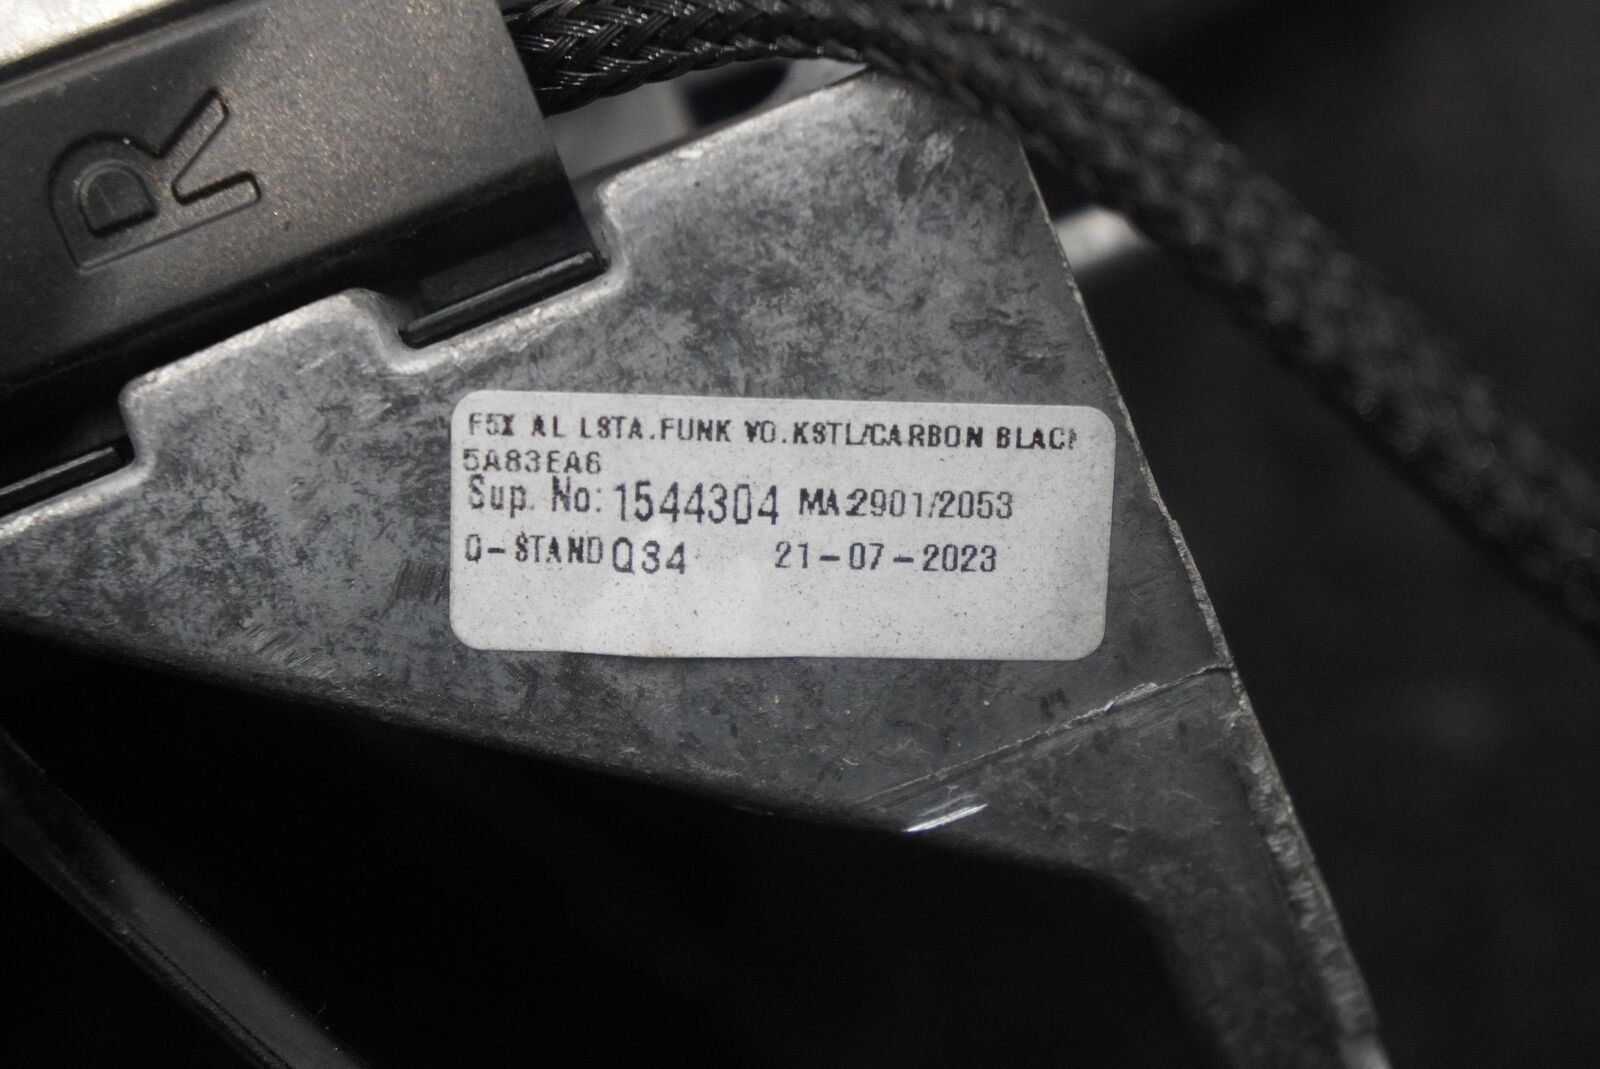 R
F5X AL LSTA.FUNK VO.KSTL/CARBON BLACK
5A83EA6
Sup. No: 1544304 MA:2901/2053
Q-STAND Q34 21-07-2023